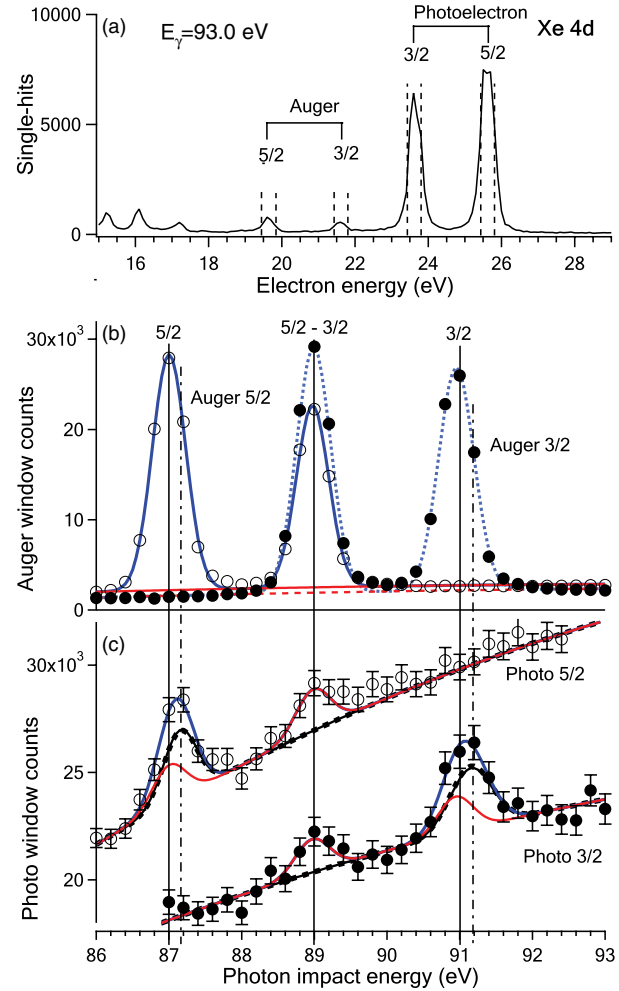 (a)
Eγ=93.0 eV
Photoelectron
Xe 4d
3/2
5/2
Auger
5/2
3/2
10000
5000
0
Single-hits
16
18
20
22
24
26
28
Electron energy (eV)
(b)
5/2
5/2 - 3/2
3/2
Auger 5/2
Auger 3/2
30x10³
20
10
0
Auger window counts
(c)
Photo 5/2
Photo 3/2
30x10³
25
20
Photo window counts
86
87
88
89
90
91
92
93
Photon impact energy (eV)